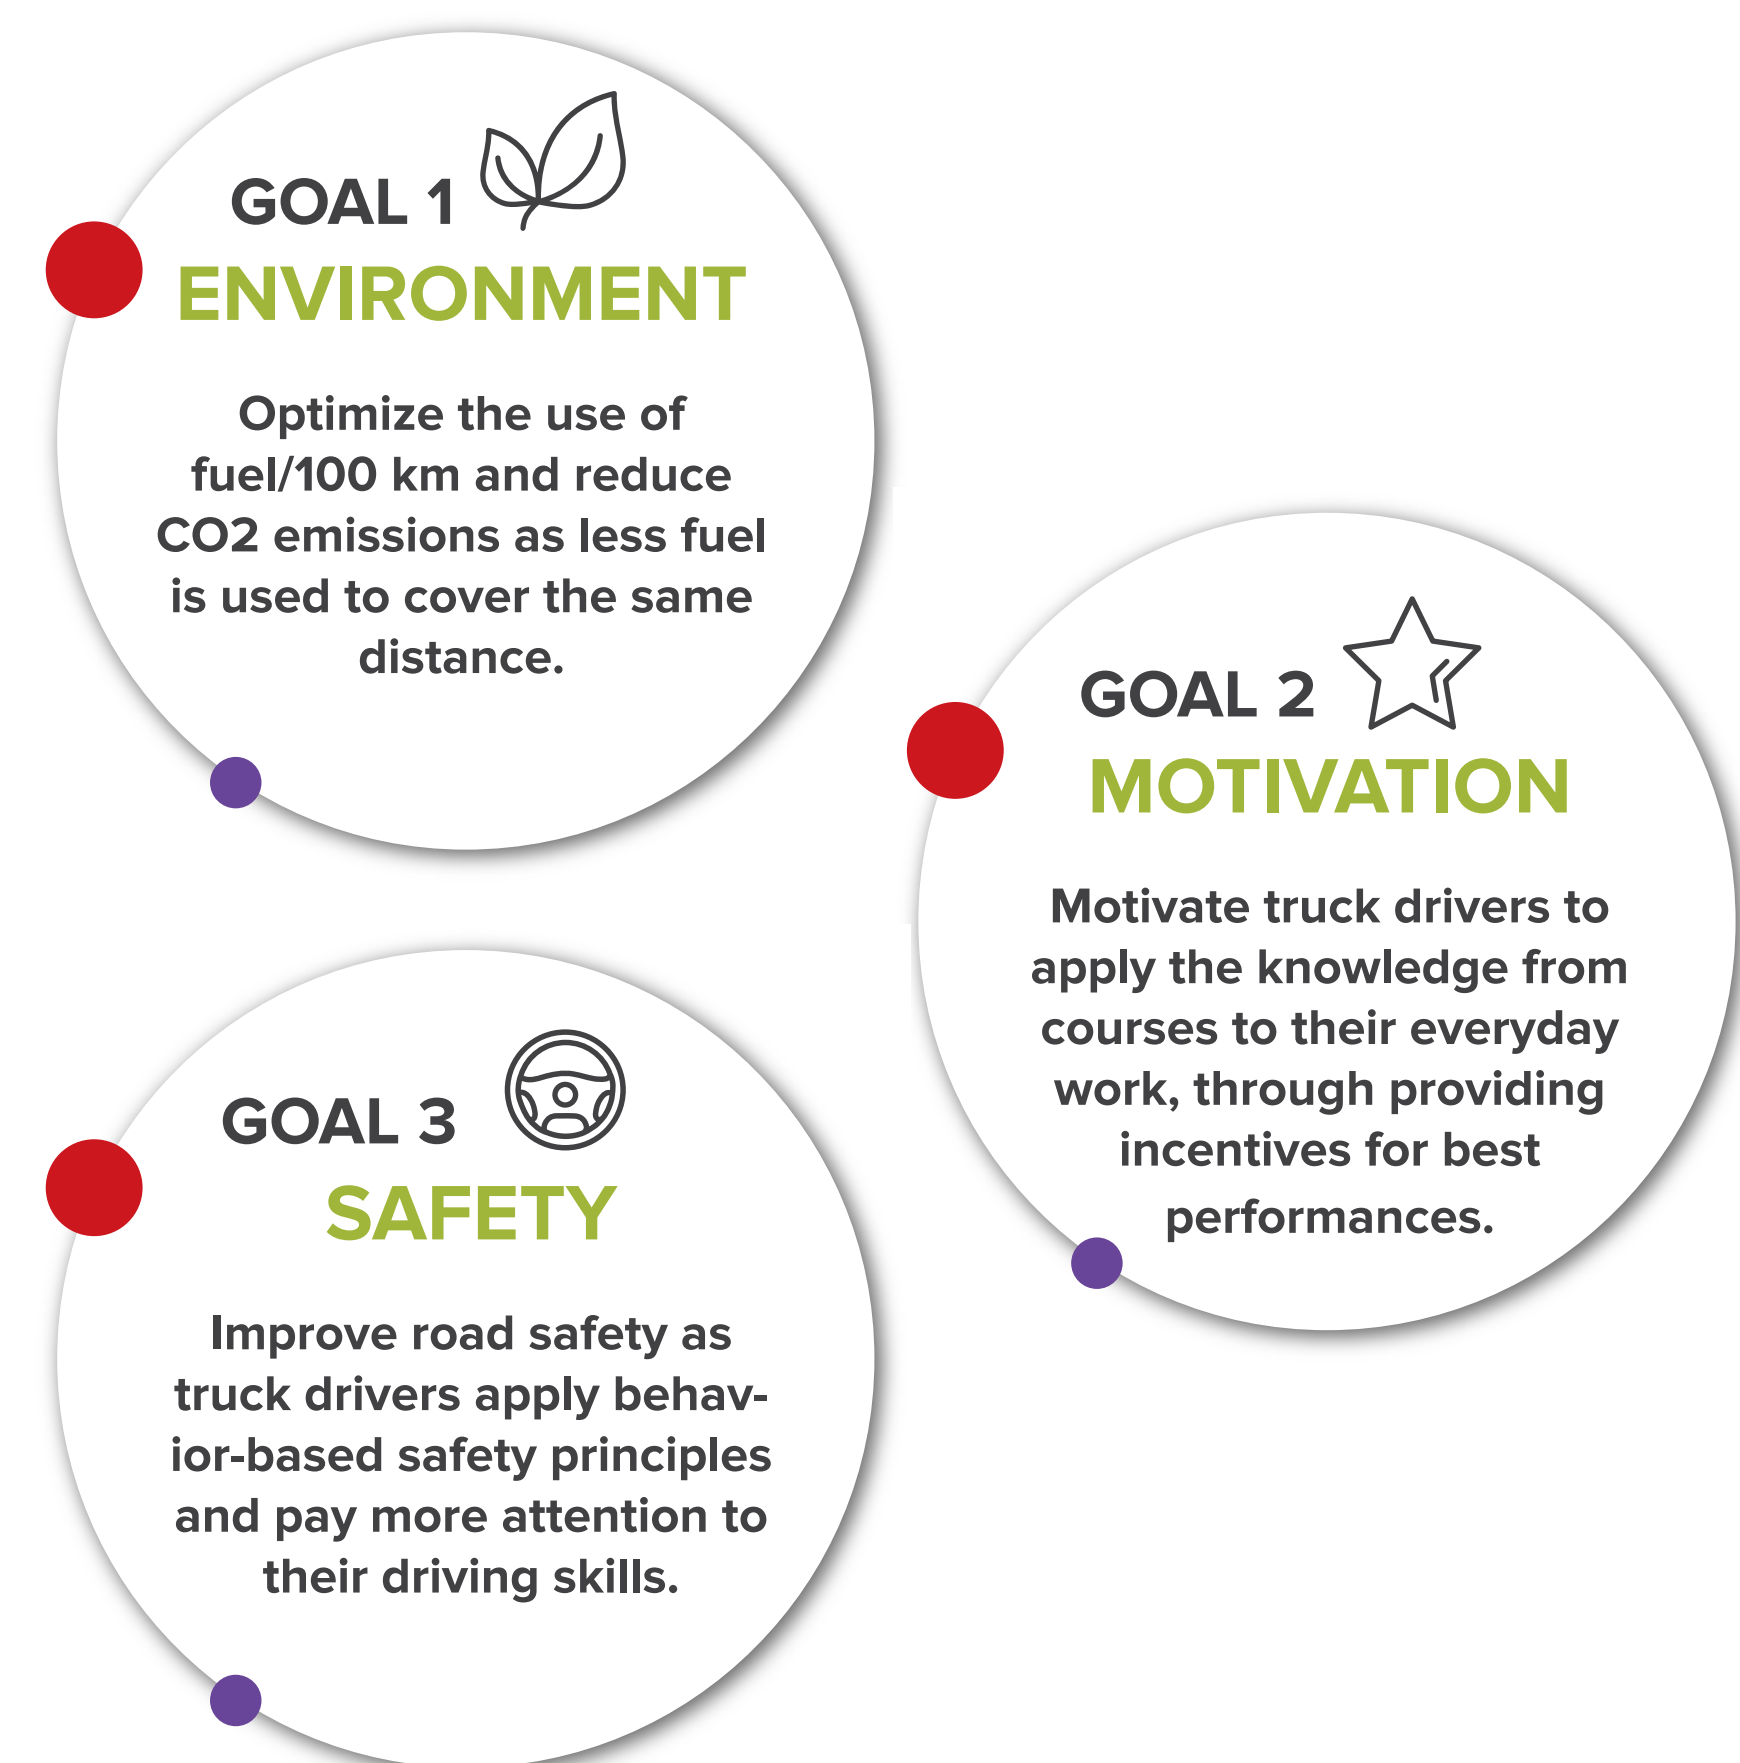 GOAL 1
ENVIRONMENT
Optimize the use of
fuel/100 km and reduce
CO2 emissions as less fuel
is used to cover the same
distance.
GOAL 2
MOTIVATION
Motivate truck drivers to
apply the knowledge from
courses to their everyday
work, through providing
incentives for best
performances.
GOAL 3
SAFETY
Improve road safety as
truck drivers apply behav-
ior-based safety principles
and pay more attention to
their driving skills.